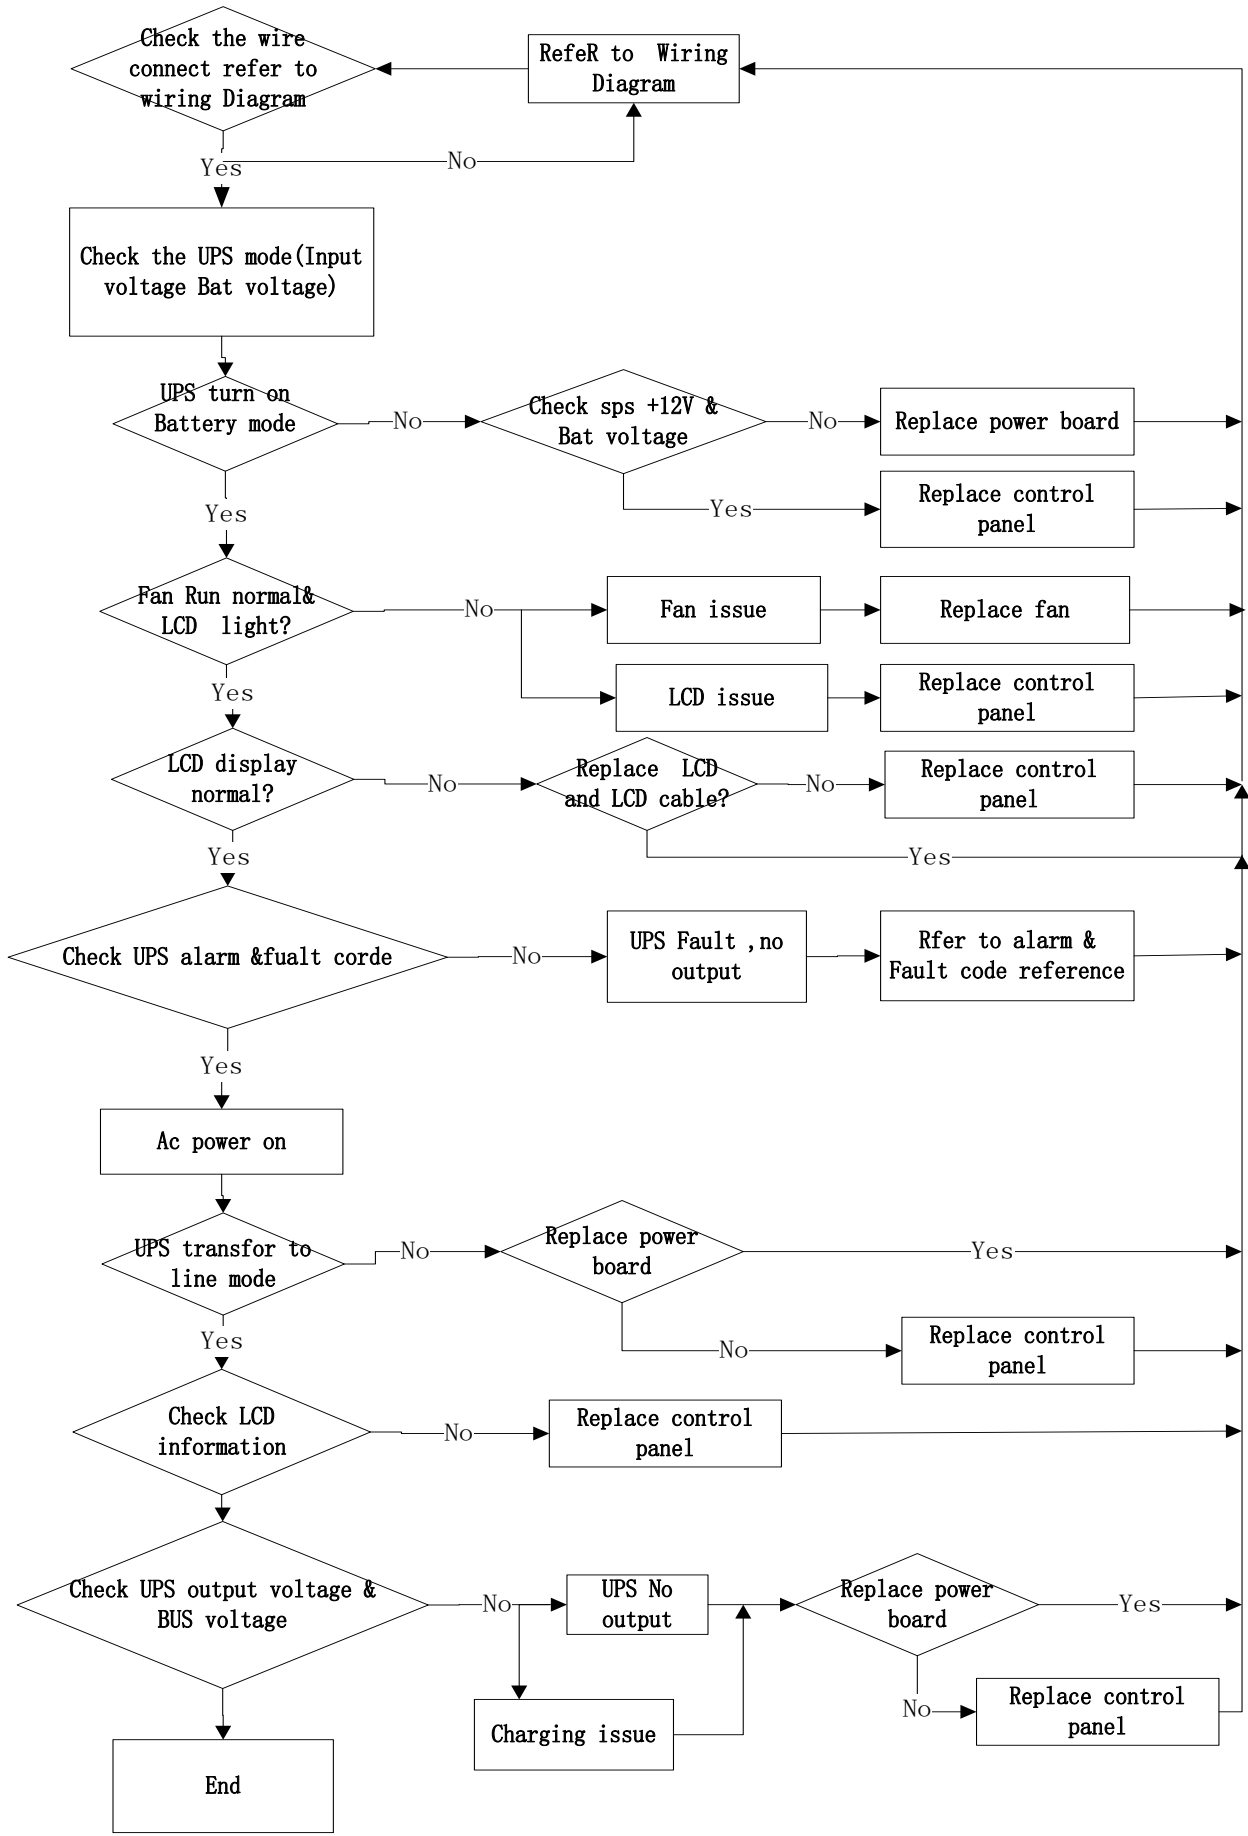 Check the wire
connect refer to
wiring Diagram
RefeR to Wiring
Diagram
Yes
No
Check the UPS mode(Input
voltage Bat voltage)
UPS turn on
Battery mode
No
Check sps +12V &
Bat voltage
No
Replace power board
Yes
Replace control
panel
Yes
Fan Run normal&
LCD light?
No
Fan issue
Replace fan
LCD issue
Replace control
panel
Yes
LCD display
normal?
No
Replace LCD
and LCD cable?
No
Replace control
panel
Yes
Yes
Check UPS alarm &fualt corde
No
UPS Fault ,no
output
Rfer to alarm &
Fault code reference
Yes
Ac power on
UPS transfor to
line mode
No
Replace power
board
Yes
No
Replace control
panel
Yes
Check LCD
information
No
Replace control
panel
Check UPS output voltage &
BUS voltage
No
UPS No
output
Replace power
board
Yes
Charging issue
No
Replace control
panel
End